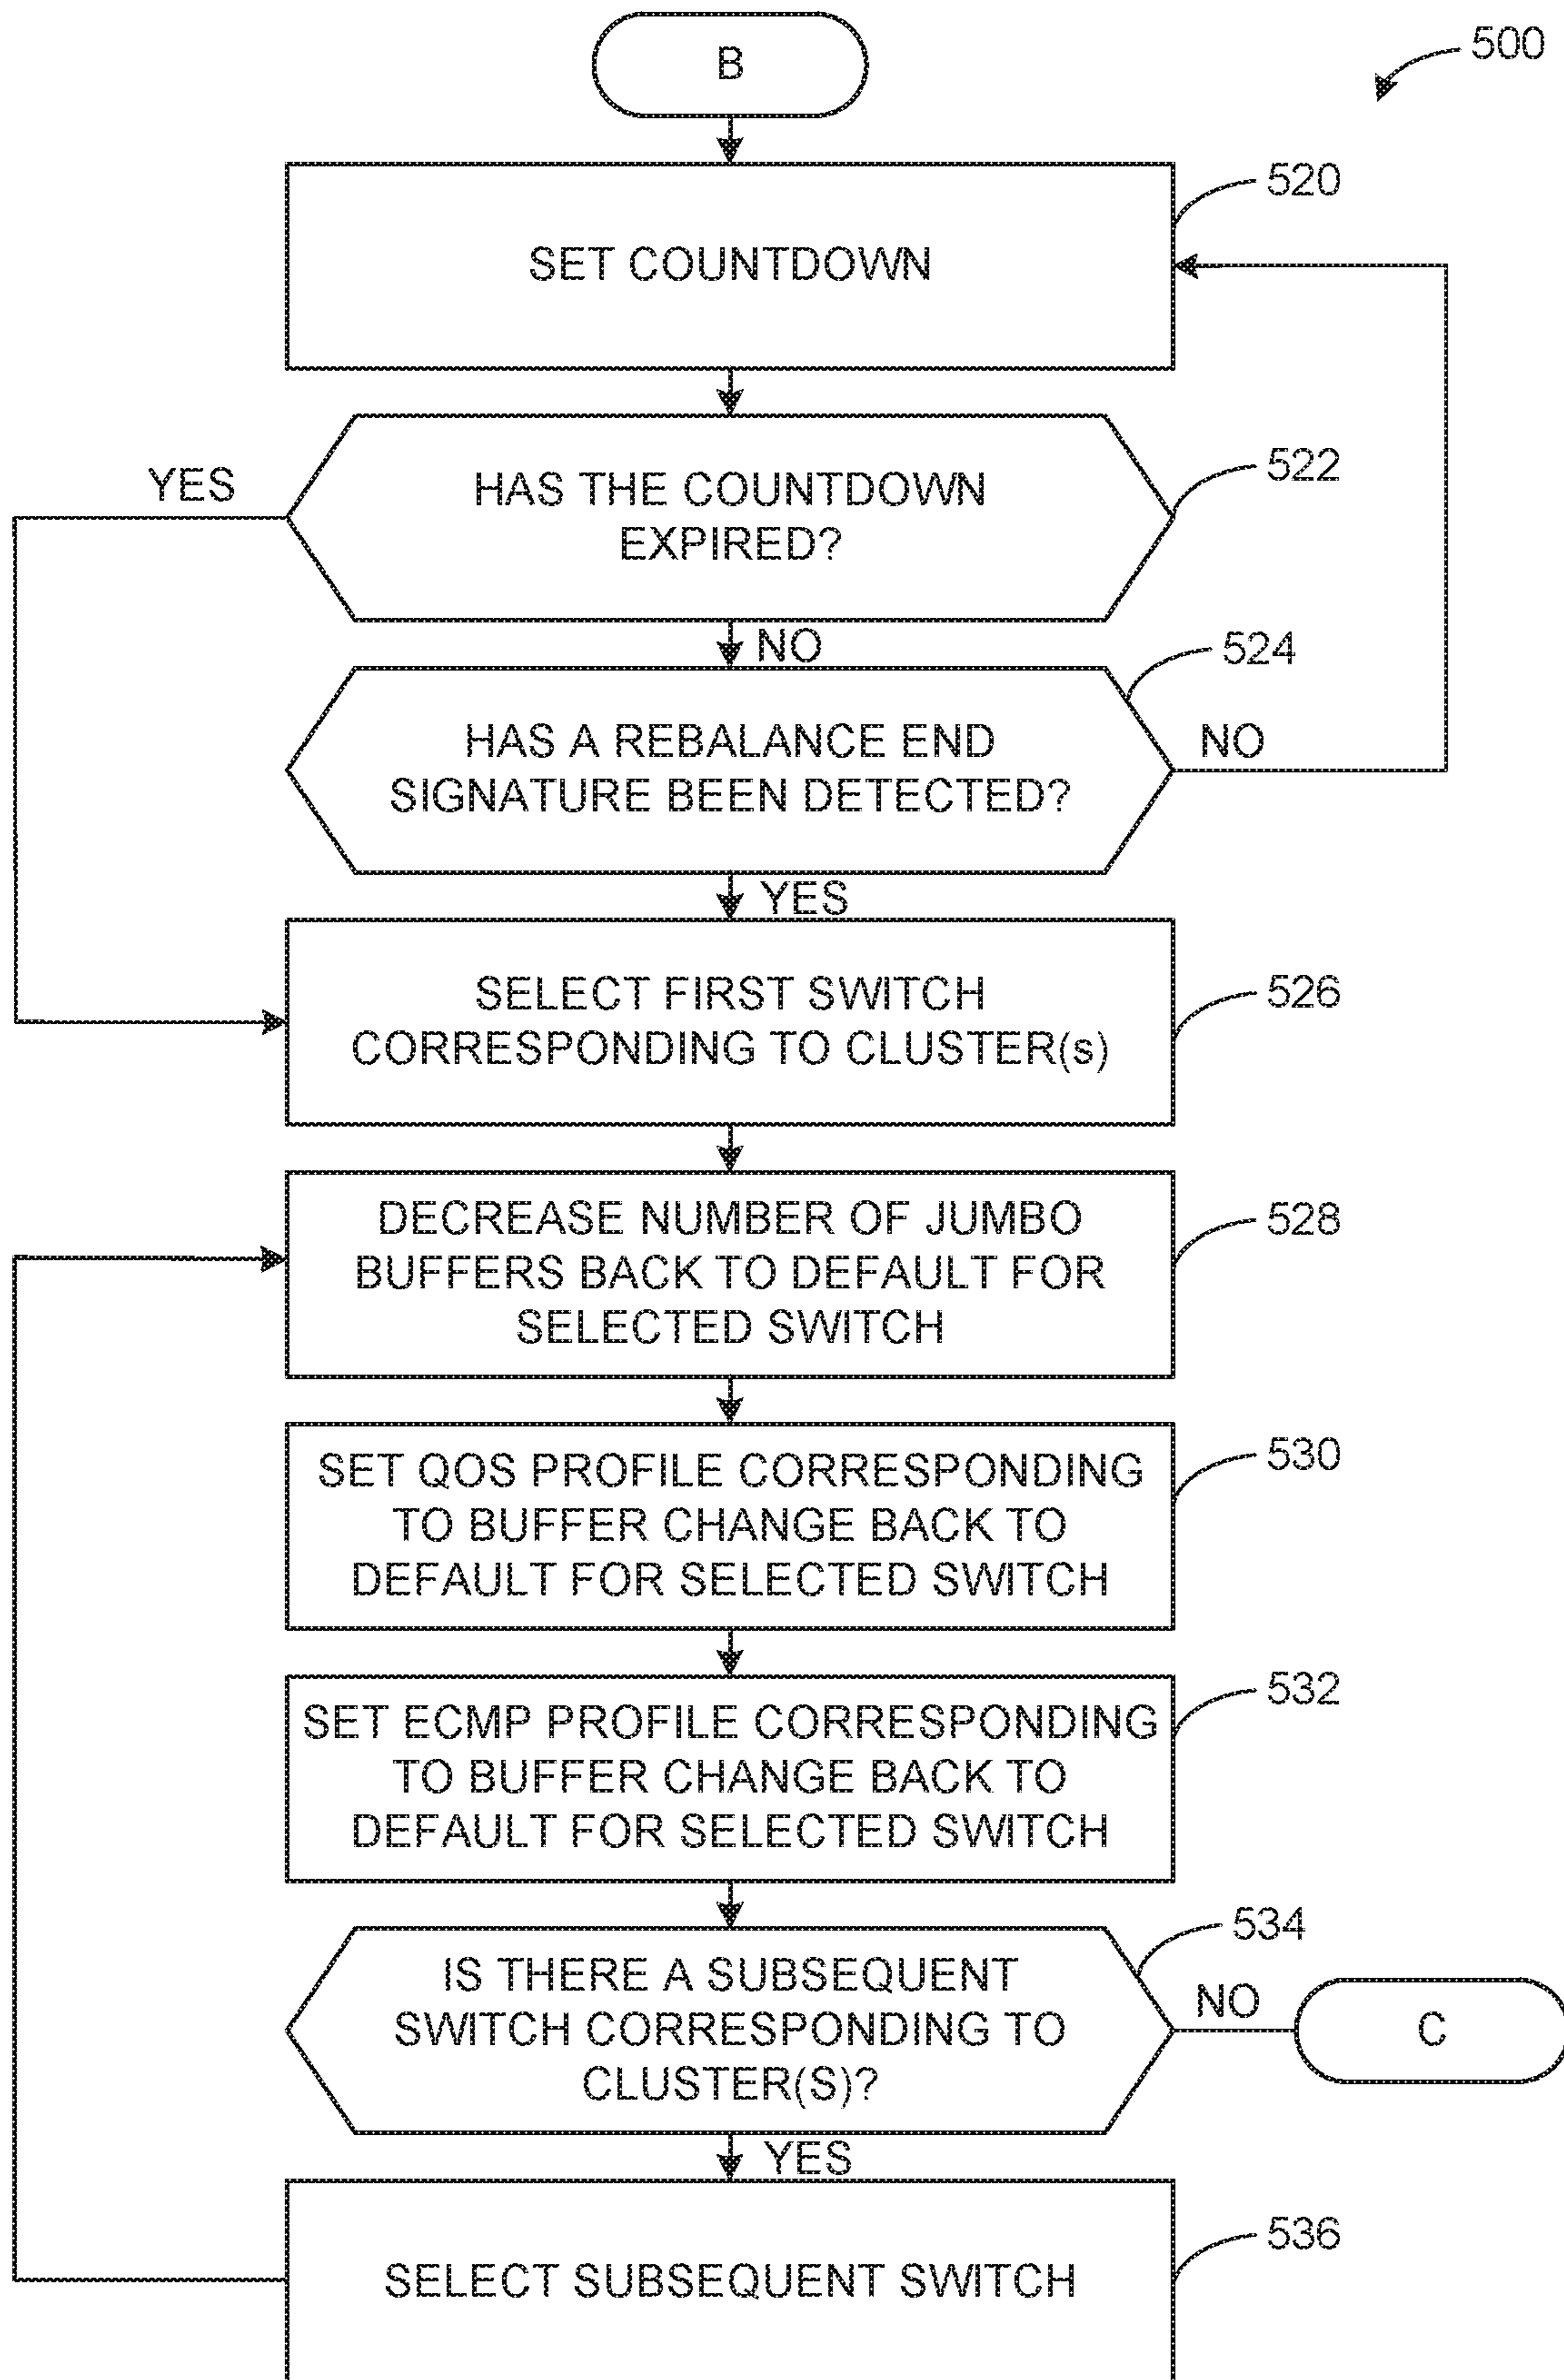 B
500
520
SET COUNTDOWN
YES
HAS THE COUNTDOWN
EXPIRED?
522
NO
524
HAS A REBALANCE END
SIGNATURE BEEN DETECTED?
NO
YES
SELECT FIRST SWITCH
CORRESPONDING TO CLUSTER(s)
526
DECREASE NUMBER OF JUMBO
BUFFERS BACK TO DEFAULT FOR
SELECTED SWITCH
528
SET QOS PROFILE CORRESPONDING
TO BUFFER CHANGE BACK TO
DEFAULT FOR SELECTED SWITCH
530
SET ECMP PROFILE CORRESPONDING
TO BUFFER CHANGE BACK TO
DEFAULT FOR SELECTED SWITCH
532
534
IS THERE A SUBSEQUENT
SWITCH CORRESPONDING TO
CLUSTER(S)?
NO
C
YES
SELECT SUBSEQUENT SWITCH
536